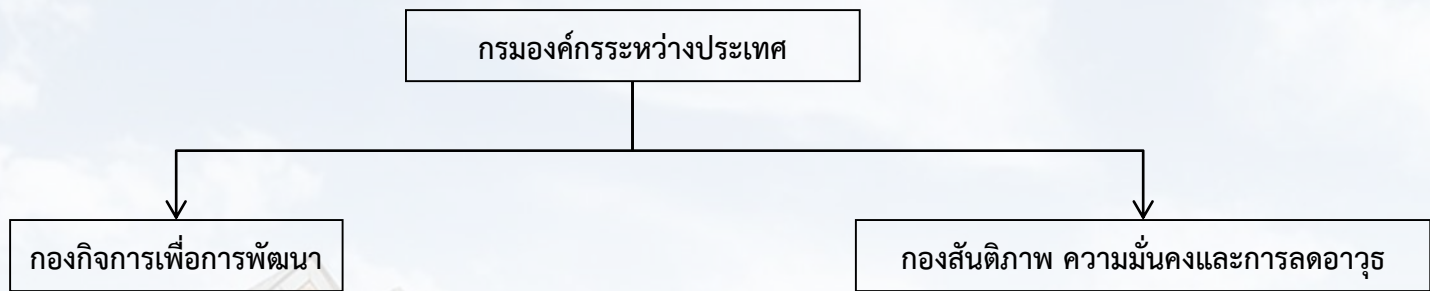 กรมองค์กรระหว่างประเทศ
กองกิจการเพื่อการพัฒนา
กองสันติภาพ ความมั่นคงและการลดอาวุธ